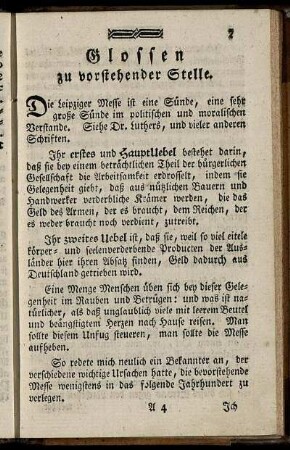 7
Glossen
zu vorstehender Stelle.
Die Leipziger Messe ist eine Sünde, eine sehr
große Sünde im politischen und moralischen
Verstande. Siehe Dr. Luthers, und vieler anderen
Schriften.
Ihr erstes und HauptUebel bestehet darin,
daß sie bey einem beträchtlichen Theil der bürgerlichen
Gesellschaft die Arbeitsamkeit erdrosselt, indem sie
Gelegenheit giebt, daß aus nützlichen Bauern und
Handwerker verderbliche Krämer werden, die das
Geld des Armen, der es braucht, dem Reichen, der
es weder braucht noch verdient, zutreibt.
Ihr zweites Uebel ist, daß sie, weil so viel eitele
körper- und seelenverderbende Producten der Aus-
länder hier ihren Absatz finden, Geld dadurch aus
Deutschland getrieben wird.
Eine Menge Menschen üben sich bey dieser Gele-
genheit im Rauben und Betrügen: und was ist na-
türlicher, als daß unglaublich viele mit leerem Beutel
und beängstigtem Herzen nach Hause reisen. Man
sollte diesem Unfug steuren, man sollte die Messe
aufheben.
So redete mich neulich ein Bekannter an, der
verschiedene wichtige Ursachen hatte, die bevorstehende
Messe wenigstens in das folgende Jahrhundert zu
verlegen.
A 4 Ich